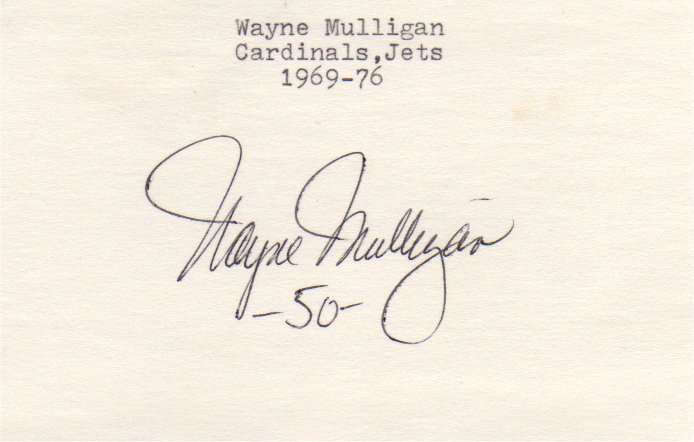 Wayne Mulligan
Cardinals,Jets
1969-76
Wayne Mulligan
-50-